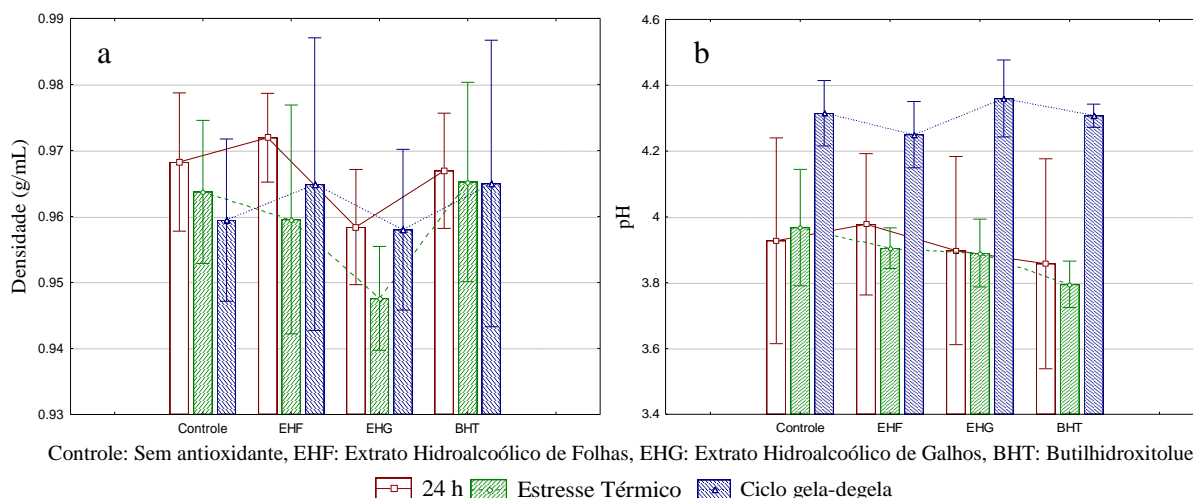 a
Densidade (g/mL)
0.99
0.98
0.97
0.96
0.95
0.94
0.93
Controle EHF EHG BHT
b
pH
4.6
4.4
4.2
4
3.8
3.6
3.4
Controle EHF EHG BHT
Controle: Sem antioxidante, EHF: Extrato Hidroalcoólico de Folhas, EHG: Extrato Hidroalcoólico de Galhos, BHT: Butilhidroxitolue
24 h Estresse Térmico Ciclo gela-degela